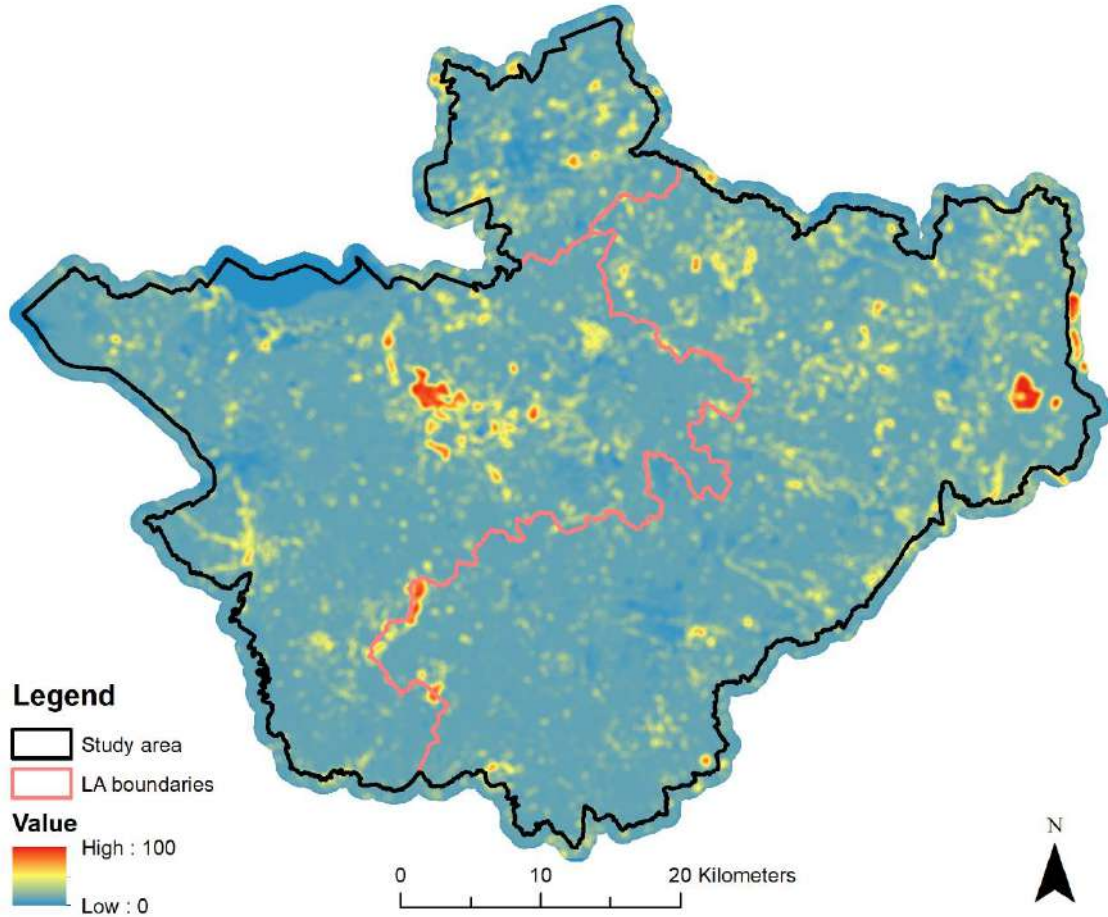 Legend
Study area
LA boundaries
Value
High : 100
Low : 0
0 10 20 Kilometers
N